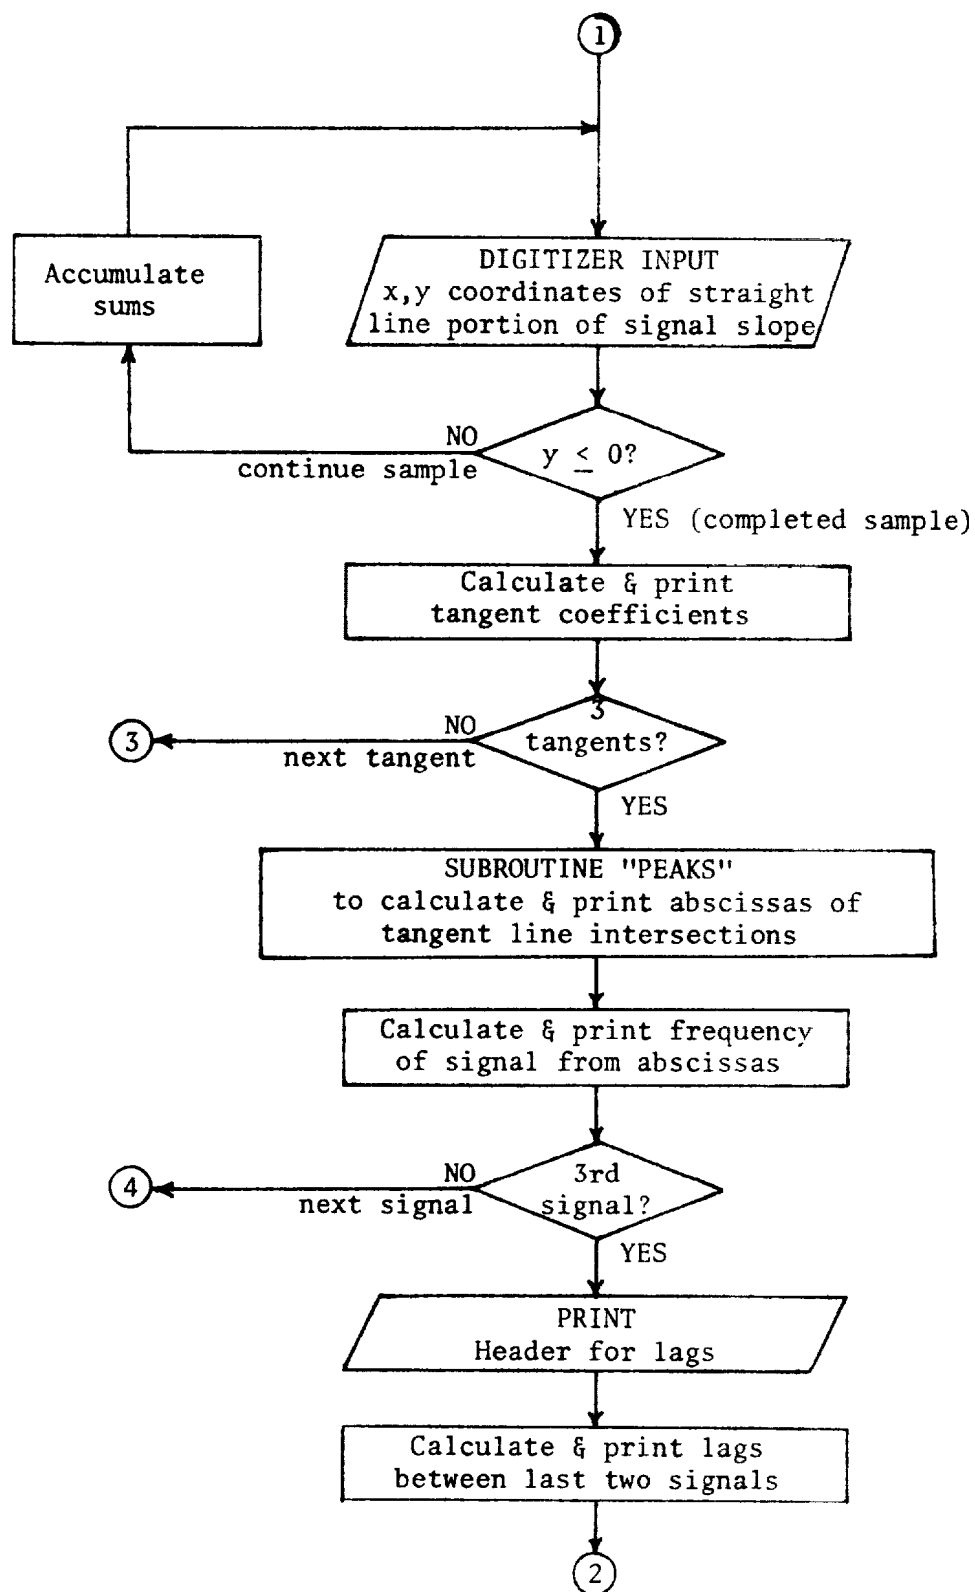 1
Accumulate
sums
DIGITIZER INPUT
x,y coordinates of straight
line portion of signal slope
NO
continue sample
y ≤ 0?
YES (completed sample)
Calculate & print
tangent coefficients
3
NO
next tangent
3
tangents?
YES
SUBROUTINE "PEAKS"
to calculate & print abscissas of
tangent line intersections
Calculate & print frequency
of signal from abscissas
4
NO
next signal
3rd
signal?
YES
PRINT
Header for lags
Calculate & print lags
between last two signals
2